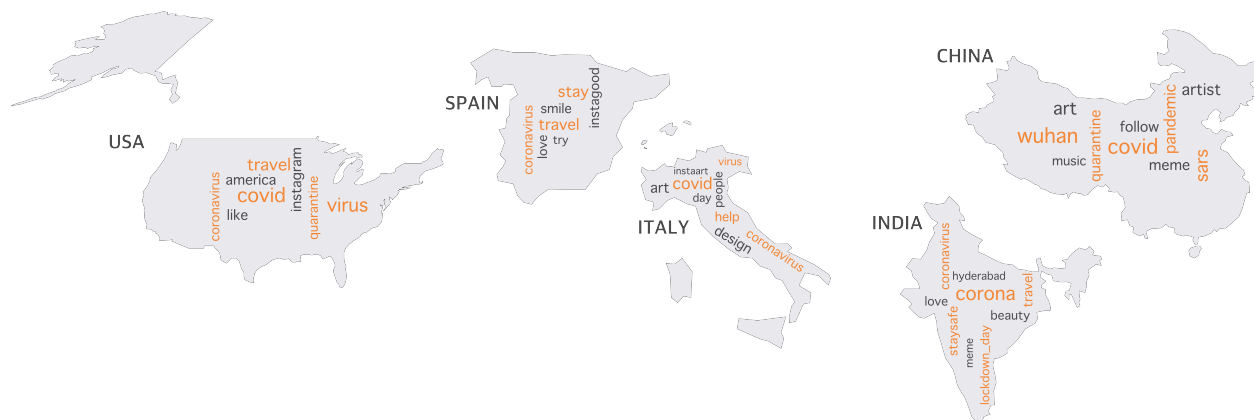 USA
travel
america
covid
like
coronavirus
instagram
quarantine
virus
SPAIN
stay
smile
travel
try
love
coronavirus
instagood
ITALY
virus
instaart
art
covid
day
people
help
design
coronavirus
CHINA
art
artist
wuhan
follow
covid
music
meme
quarantine
pandemic
sars
INDIA
coronavirus
hyderabad
travel
love
corona
beauty
staysafe
meme
lockdown_day